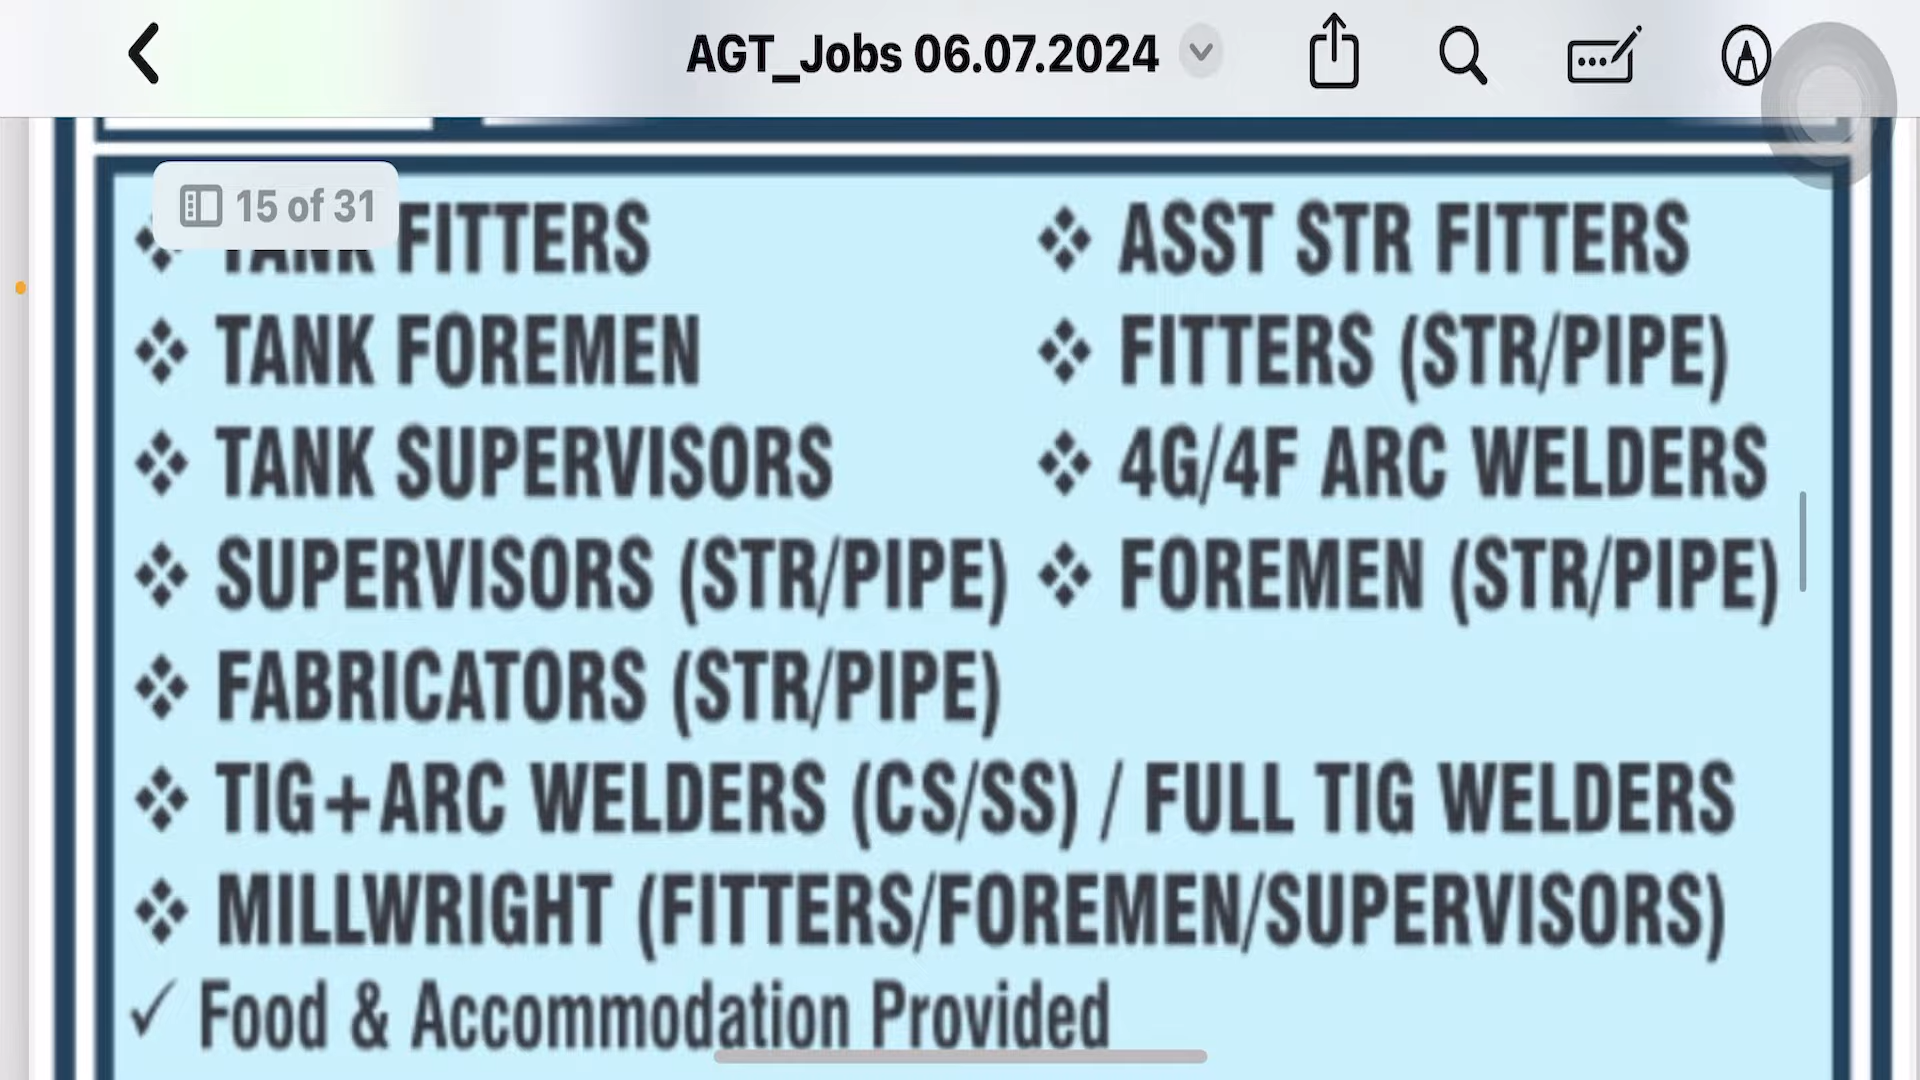 AGT_Jobs 06.07.2024
15 of 31
❖ TANK FITTERS
❖ ASST STR FITTERS
❖ TANK FOREMEN
❖ FITTERS (STR/PIPE)
❖ TANK SUPERVISORS
❖ 4G/4F ARC WELDERS
❖ SUPERVISORS (STR/PIPE)
❖ FOREMEN (STR/PIPE)
❖ FABRICATORS (STR/PIPE)
❖ TIG+ARC WELDERS (CS/SS) / FULL TIG WELDERS
❖ MILLWRIGHT (FITTERS/FOREMEN/SUPERVISORS)
✓ Food & Accommodation Provided